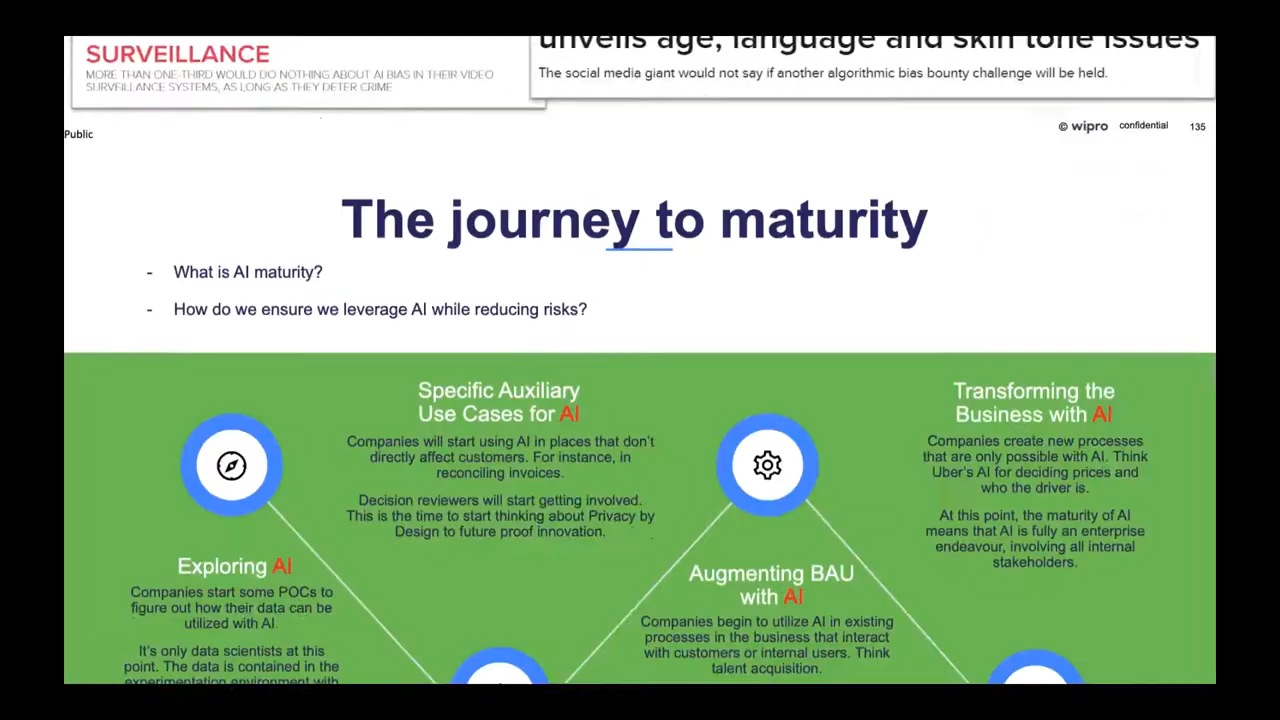 SURVEILLANCE
MORE THAN ONE-THIRD WOULD DO NOTHING ABOUT AI BIAS IN THEIR VIDEO
SURVEILLANCE SYSTEMS, AS LONG AS THEY DETER CRIME
unveils age, language and skin tone issues
The social media giant would not say if another algorithmic bias bounty challenge will be held.
Public
© wipro confidential 135
The journey to maturity
- What is AI maturity?
- How do we ensure we leverage AI while reducing risks?
Exploring AI
Companies start some POCs to
figure out how their data can be
utilized with AI.
It's only data scientists at this
point. The data is contained in the
experimentation environment with
Specific Auxiliary
Use Cases for AI
Companies will start using AI in places that don't
directly affect customers. For instance, in
reconciling invoices.
Decision reviewers will start getting involved.
This is the time to start thinking about Privacy by
Design to future proof innovation.
Augmenting BAU
with AI
Companies begin to utilize AI in existing
processes in the business that interact
with customers or internal users. Think
talent acquisition.
Transforming the
Business with AI
Companies create new processes
that are only possible with AI. Think
Uber's AI for deciding prices and
who the driver is.
At this point, the maturity of AI
means that AI is fully an enterprise
endeavour, involving all internal
stakeholders.